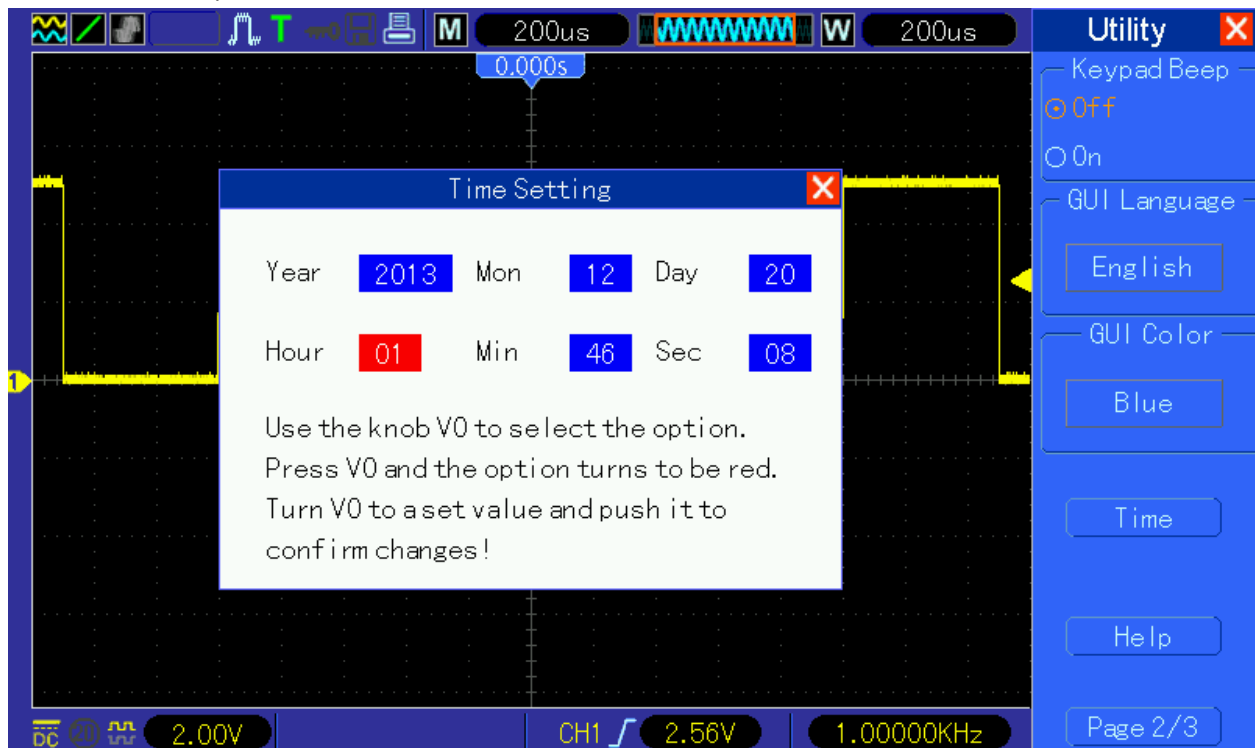 T M 200us W 200us Utility
0.000s
Keypad Beep
Off
On
Time Setting
GUI Language
Year 2013 Mon 12 Day 20
English
Hour 01 Min 46 Sec 08
GUI Color
1
Blue
Use the knob V0 to select the option.
Press V0 and the option turns to be red.
Turn V0 to a set value and push it to
confirm changes!
Time
Help
DC 20 2.00V CH1 2.56V 1.00000KHz Page 2/3